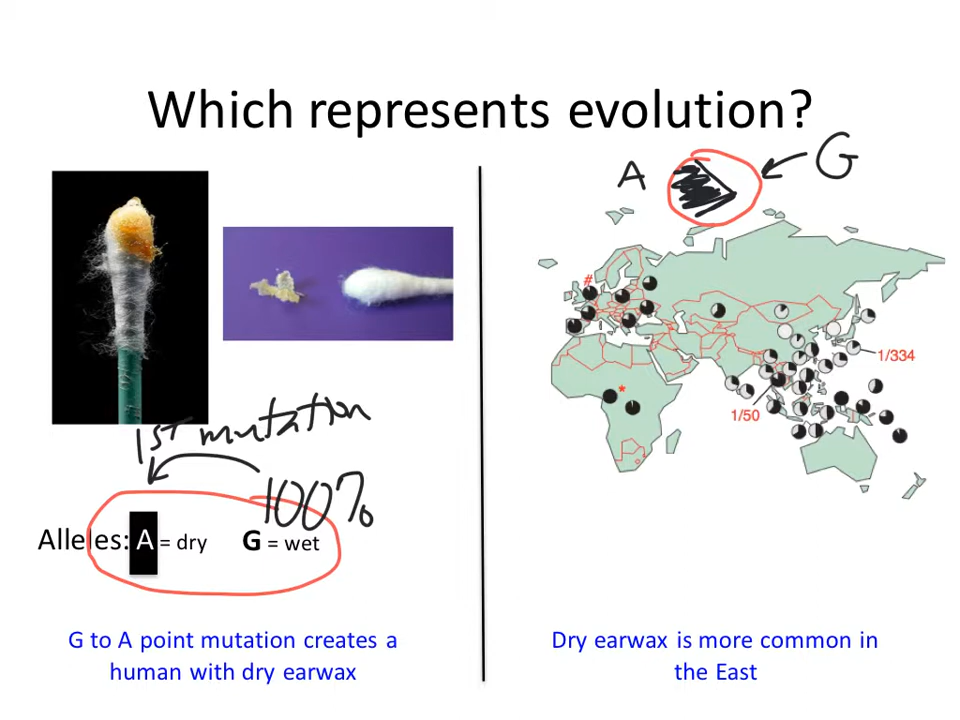 Which represents evolution?
A
G
#
*
1/334
1/50
1st mutation
100%
Alleles: A = dry G = wet
G to A point mutation creates a
human with dry earwax
Dry earwax is more common in
the East